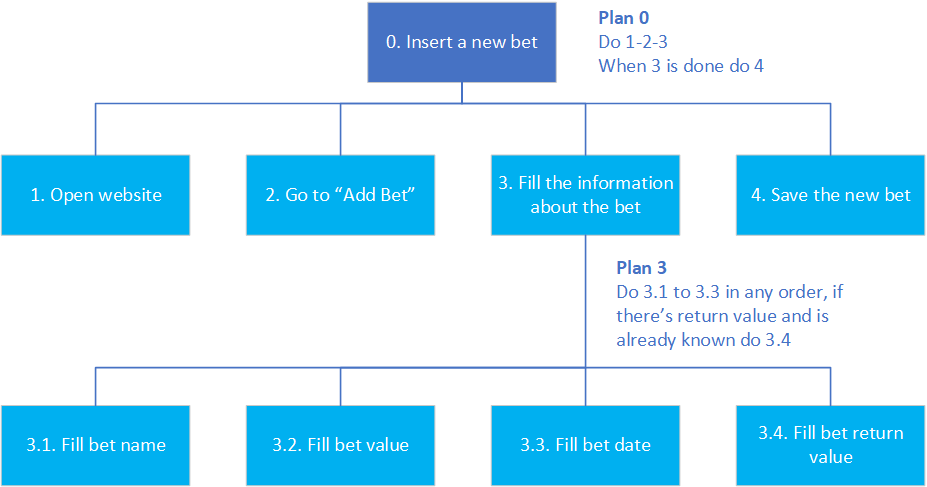 0. Insert a new bet
Plan 0
Do 1-2-3
When 3 is done do 4
1. Open website
2. Go to “Add Bet”
3. Fill the information
about the bet
4. Save the new bet
Plan 3
Do 3.1 to 3.3 in any order, if
there’s return value and is
already known do 3.4
3.1. Fill bet name
3.2. Fill bet value
3.3. Fill bet date
3.4. Fill bet return
value